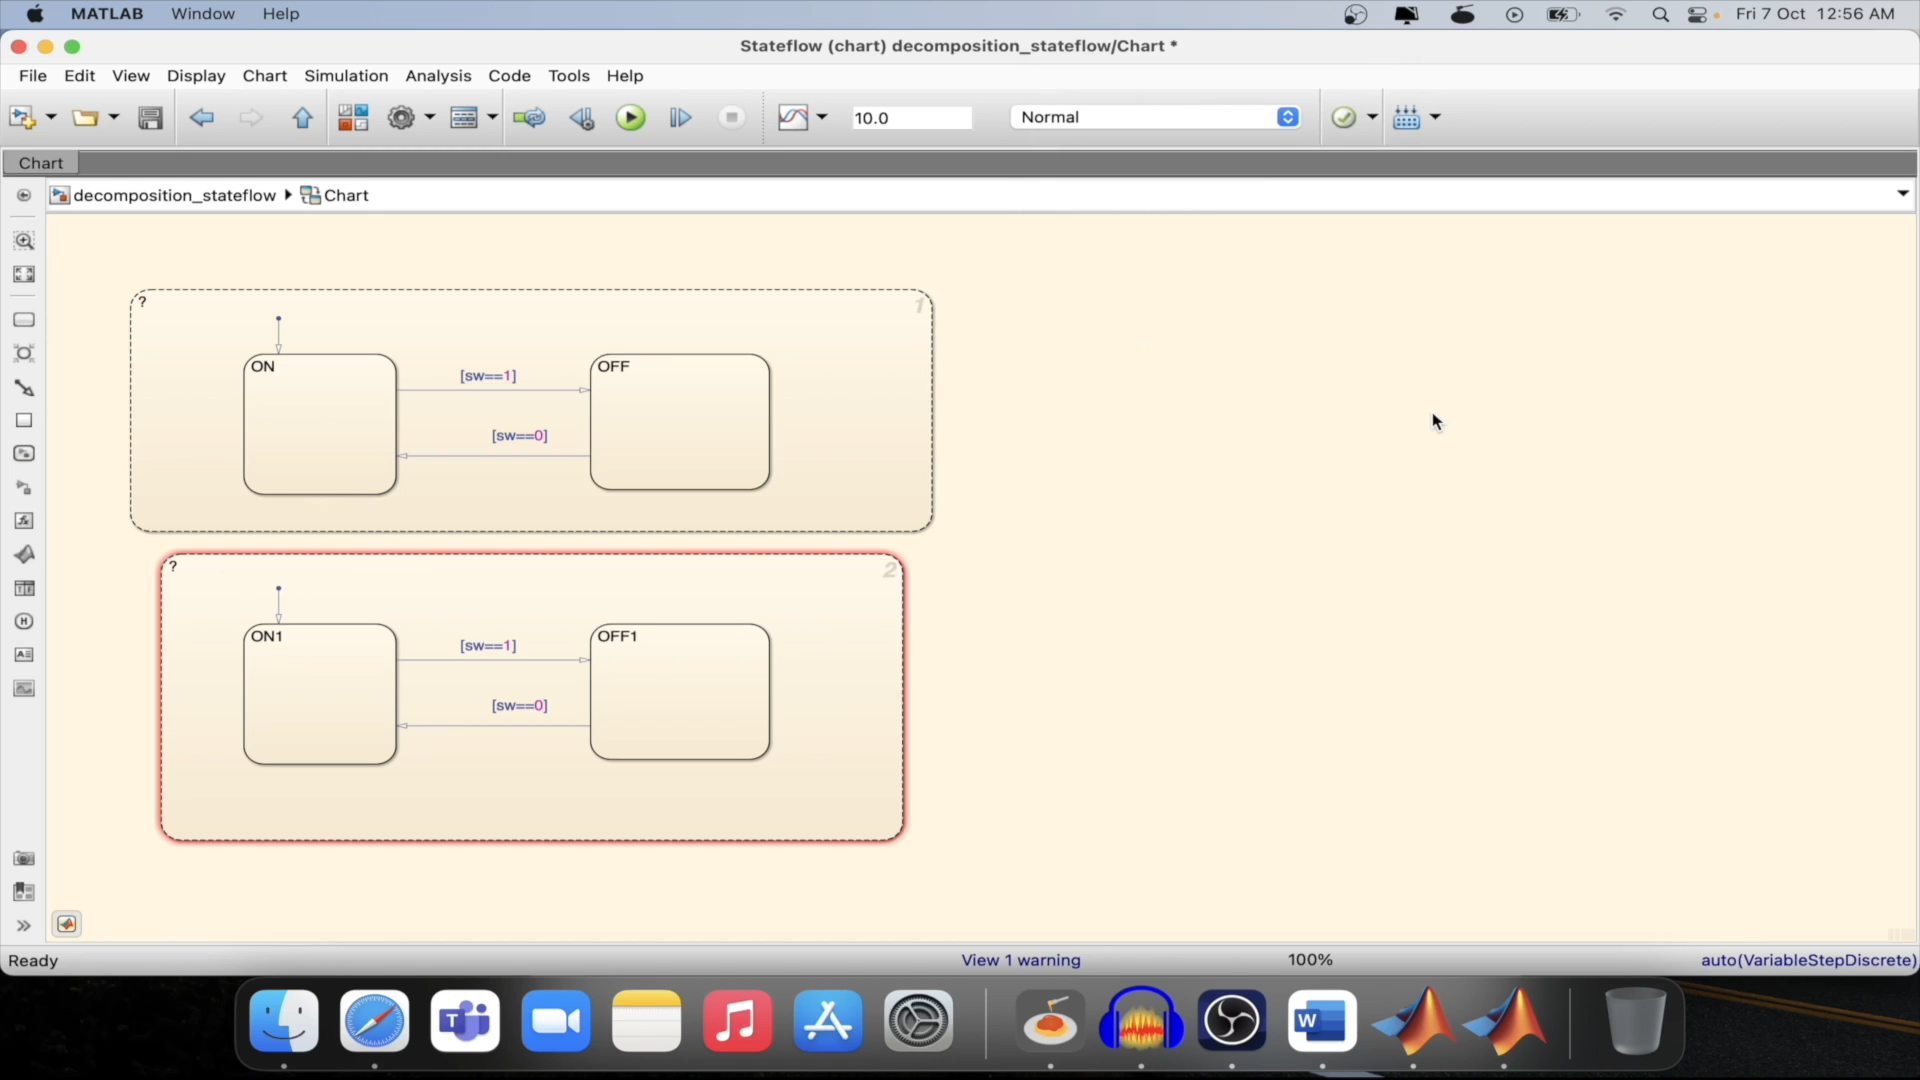 MATLAB Window Help Fri 7 Oct 12:56 AM
Stateflow (chart) decomposition_stateflow/Chart *
File Edit View Display Chart Simulation Analysis Code Tools Help
10.0 Normal
Chart
decomposition_stateflow Chart
? 1
ON OFF
[sw==1]
[sw==0]
? 2
ON1 OFF1
[sw==1]
[sw==0]
Ready View 1 warning 100% auto(VariableStepDiscrete)